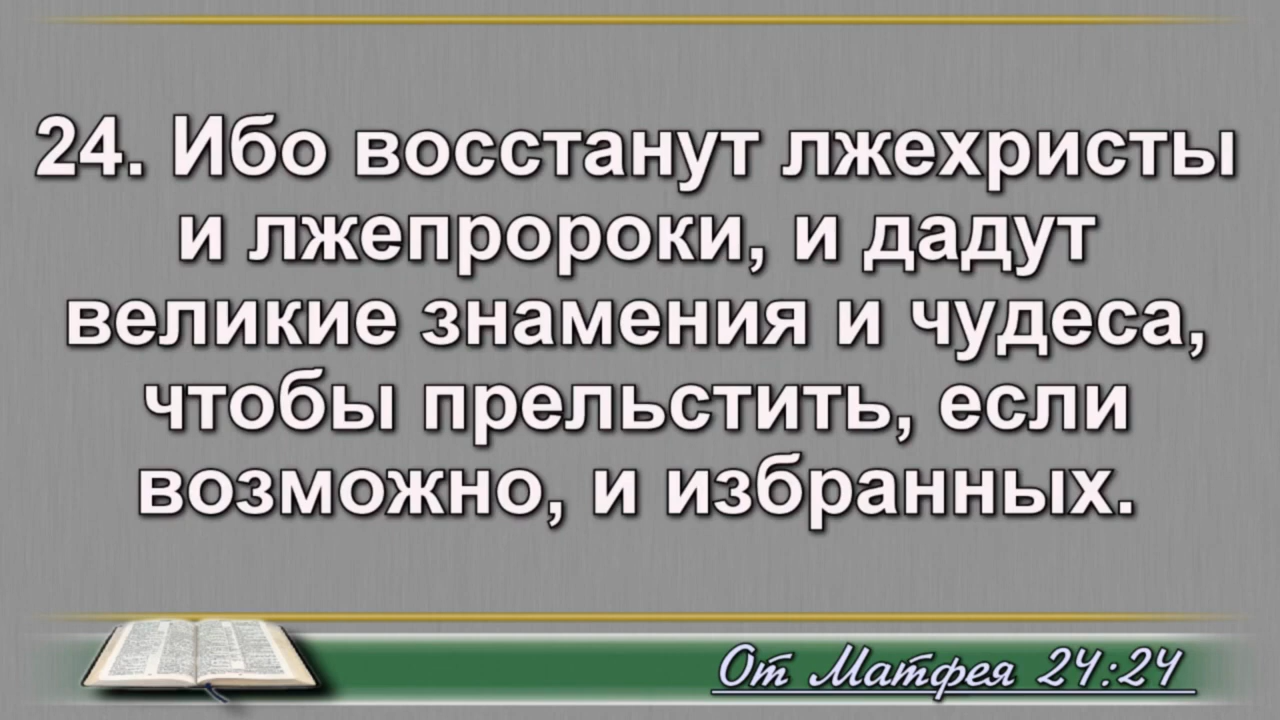 24. Ибо восстанут лжехристы
и лжепророки, и дадут
великие знамения и чудеса,
чтобы прельстить, если
возможно, и избранных.
От Матфея 24:24